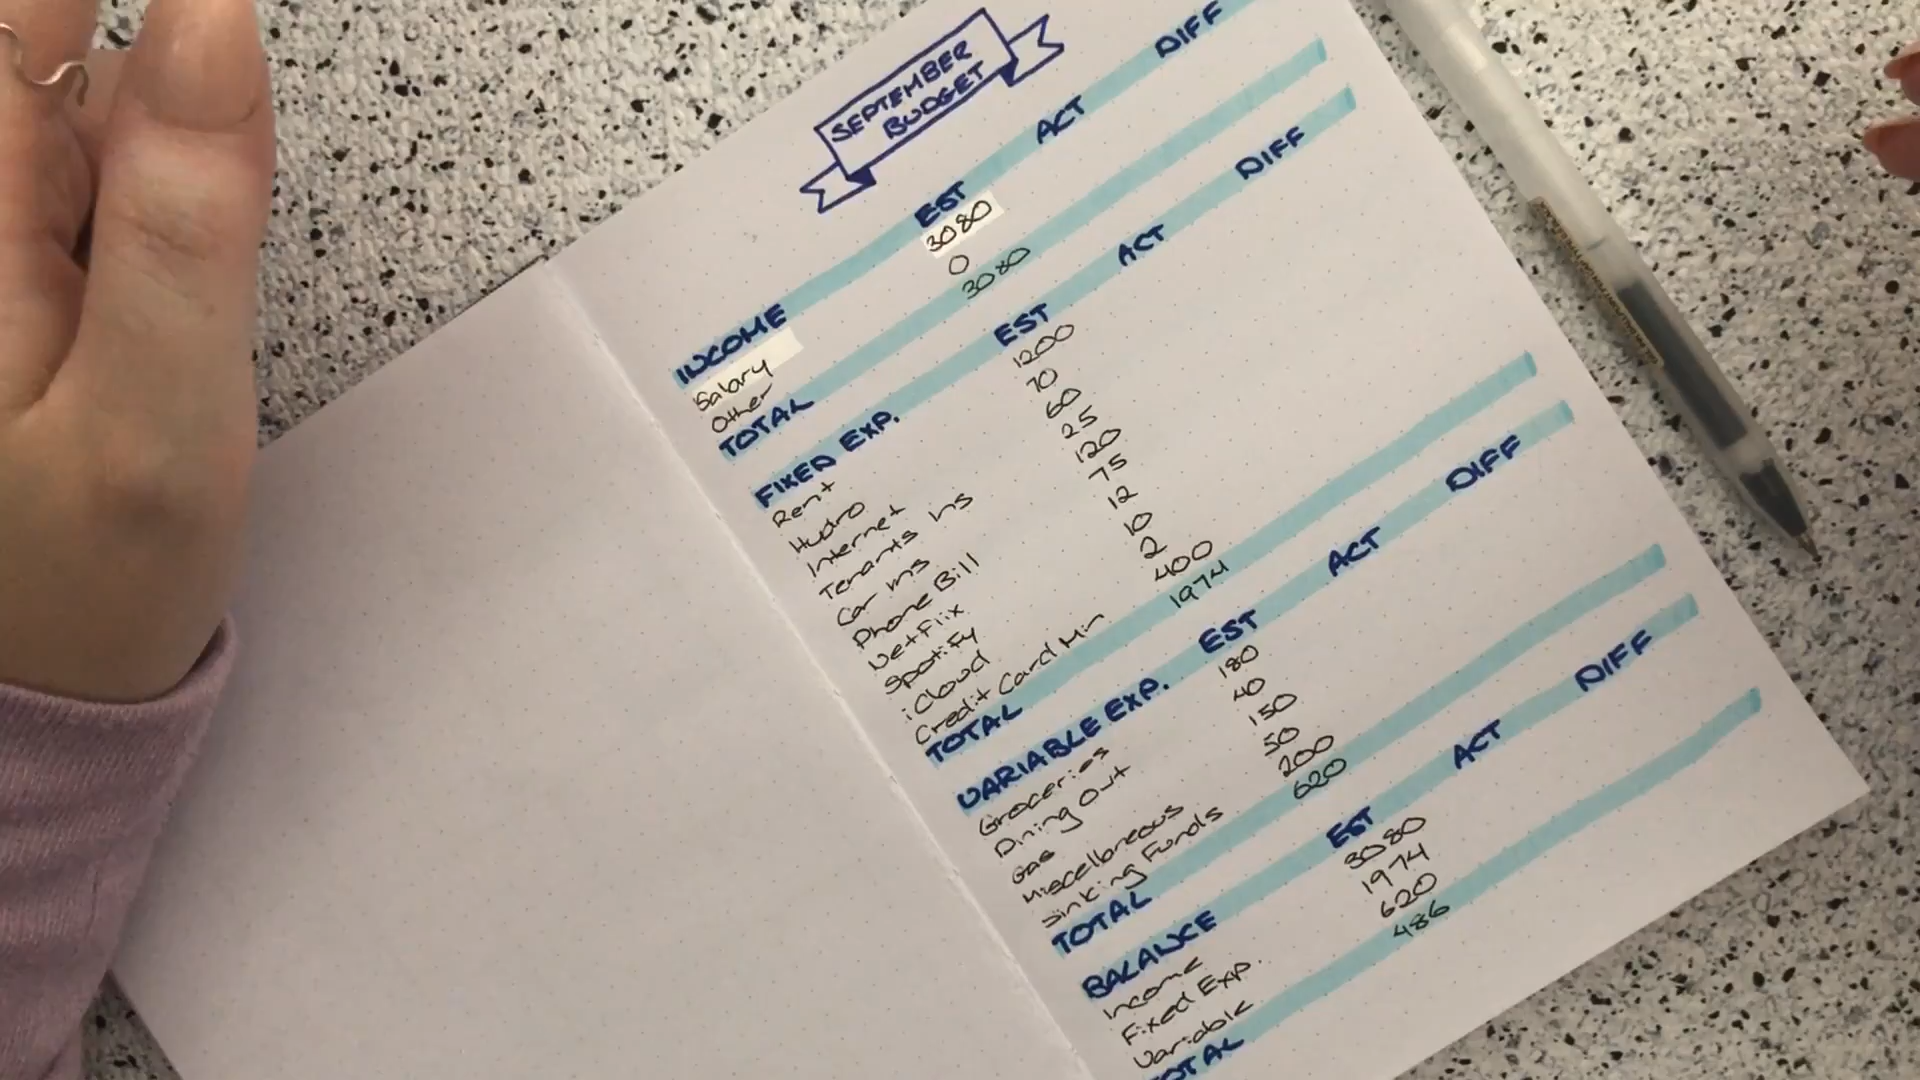 SEPTEMBER
BUDGET
INCOME EST ACT DIFF
Salary 3080
Other 0
TOTAL 3080
FIXED EXP. EST ACT DIFF
Rent 1200
Hydro 70
Internet 60
Tenants ins 25
Car ins 120
Phone Bill 75
Netflix 12
Spotify 10
iCloud 2
Credit Card Min 400
TOTAL 1974
VARIABLE EXP. EST ACT DIFF
Groceries 180
Dining Out 40
Gas 150
Miscellaneous 50
Sinking Funds 200
TOTAL 620
BALANCE EST ACT DIFF
Income 3080
Fixed Exp. 1974
Variable 620
TOTAL 486